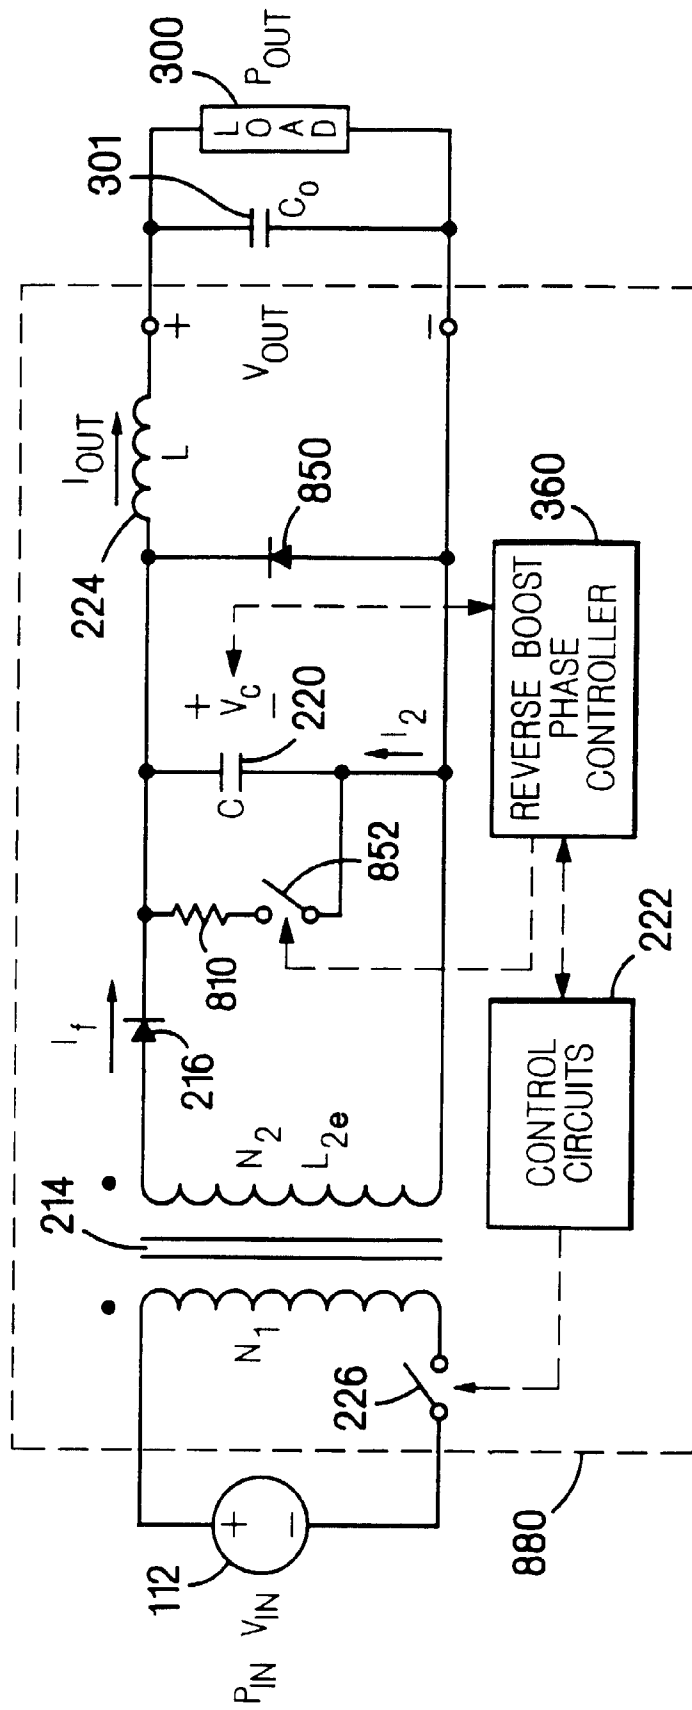 P_IN V_IN
112
+
−
880
226
N_1
214
N_2
L_2e
I_f
216
810
852
C
220
+
V_C
−
I_2
850
224
I_OUT
L
+
V_OUT
−
301
C_O
300
LOAD
P_OUT
CONTROL
CIRCUITS
222
REVERSE BOOST
PHASE
CONTROLLER
360